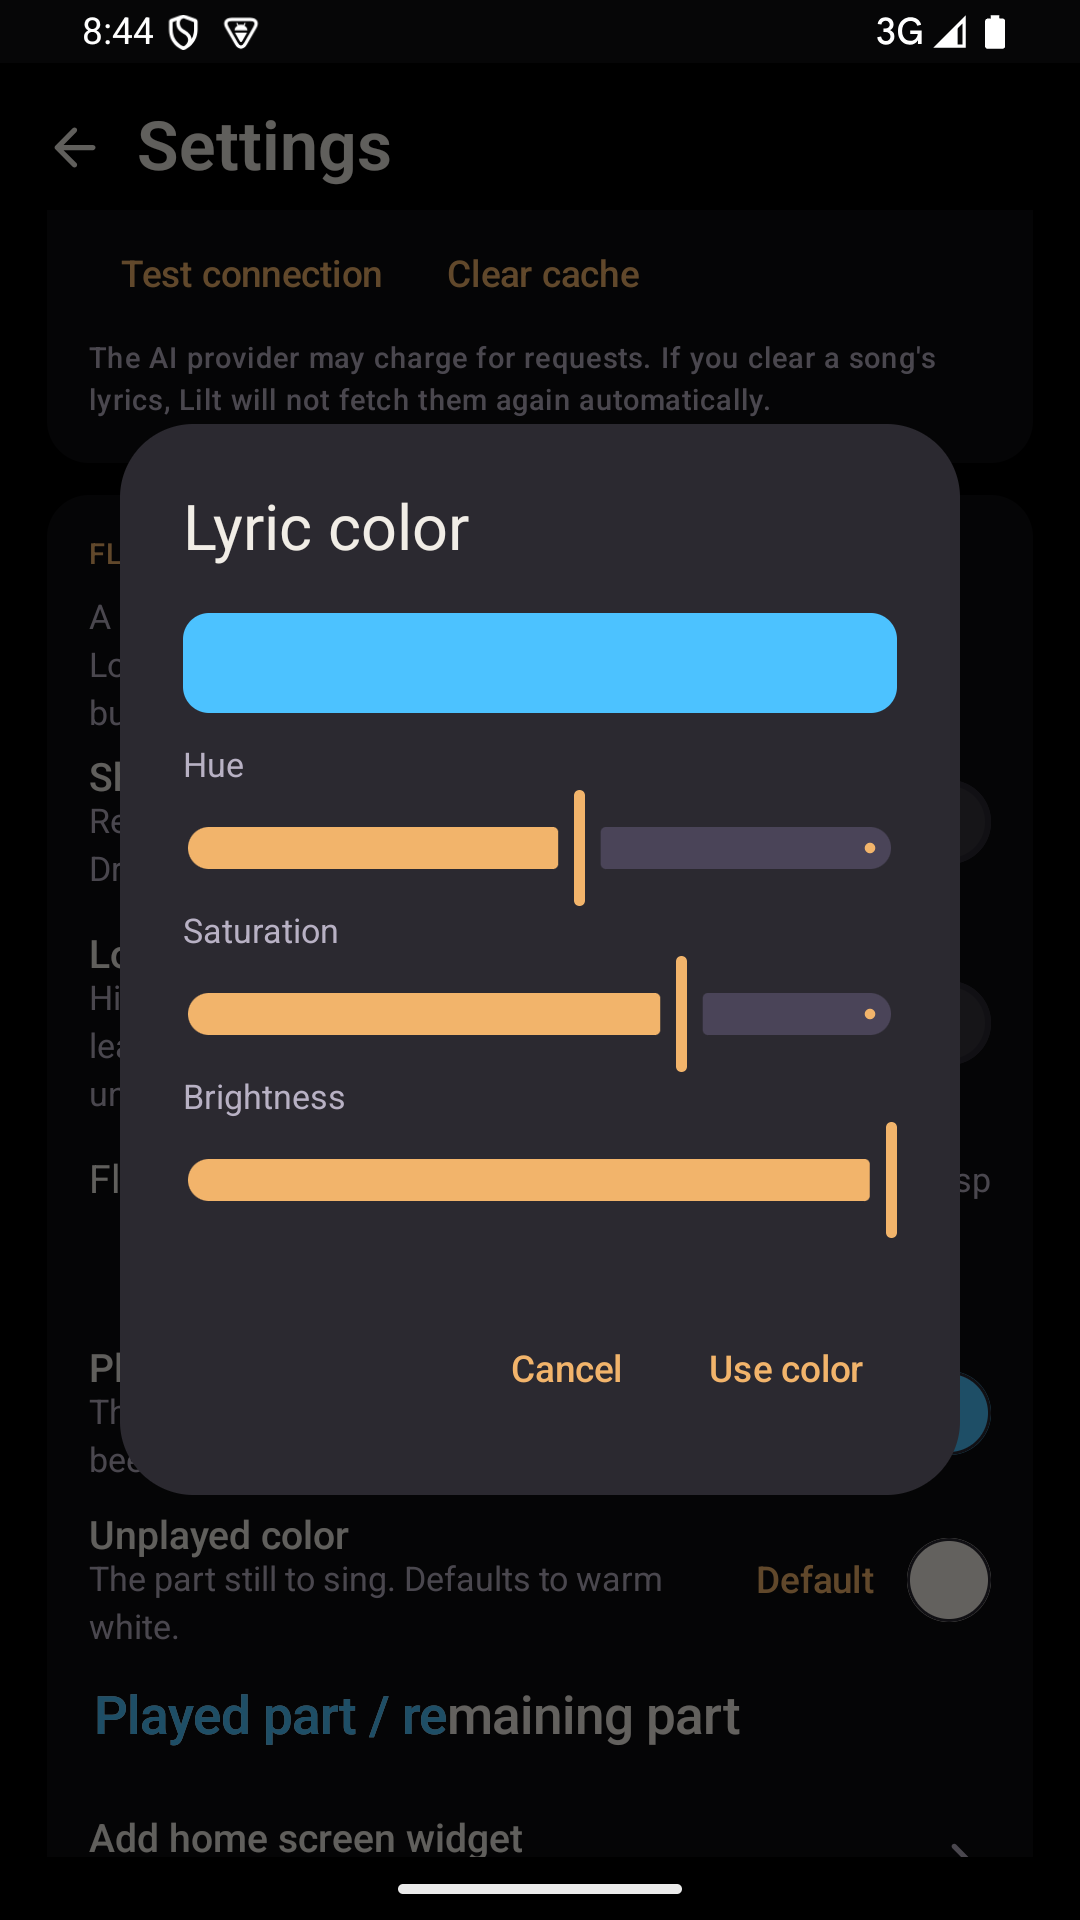 8:44
3G
Settings
Test connection
Clear cache
The AI provider may charge for requests. If you clear a song's
lyrics, Lilt will not fetch them again automatically.
Lyric color
Hue
Saturation
Brightness
Cancel
Use color
Unplayed color
The part still to sing. Defaults to warm
white.
Default
Played part / remaining part
Add home screen widget